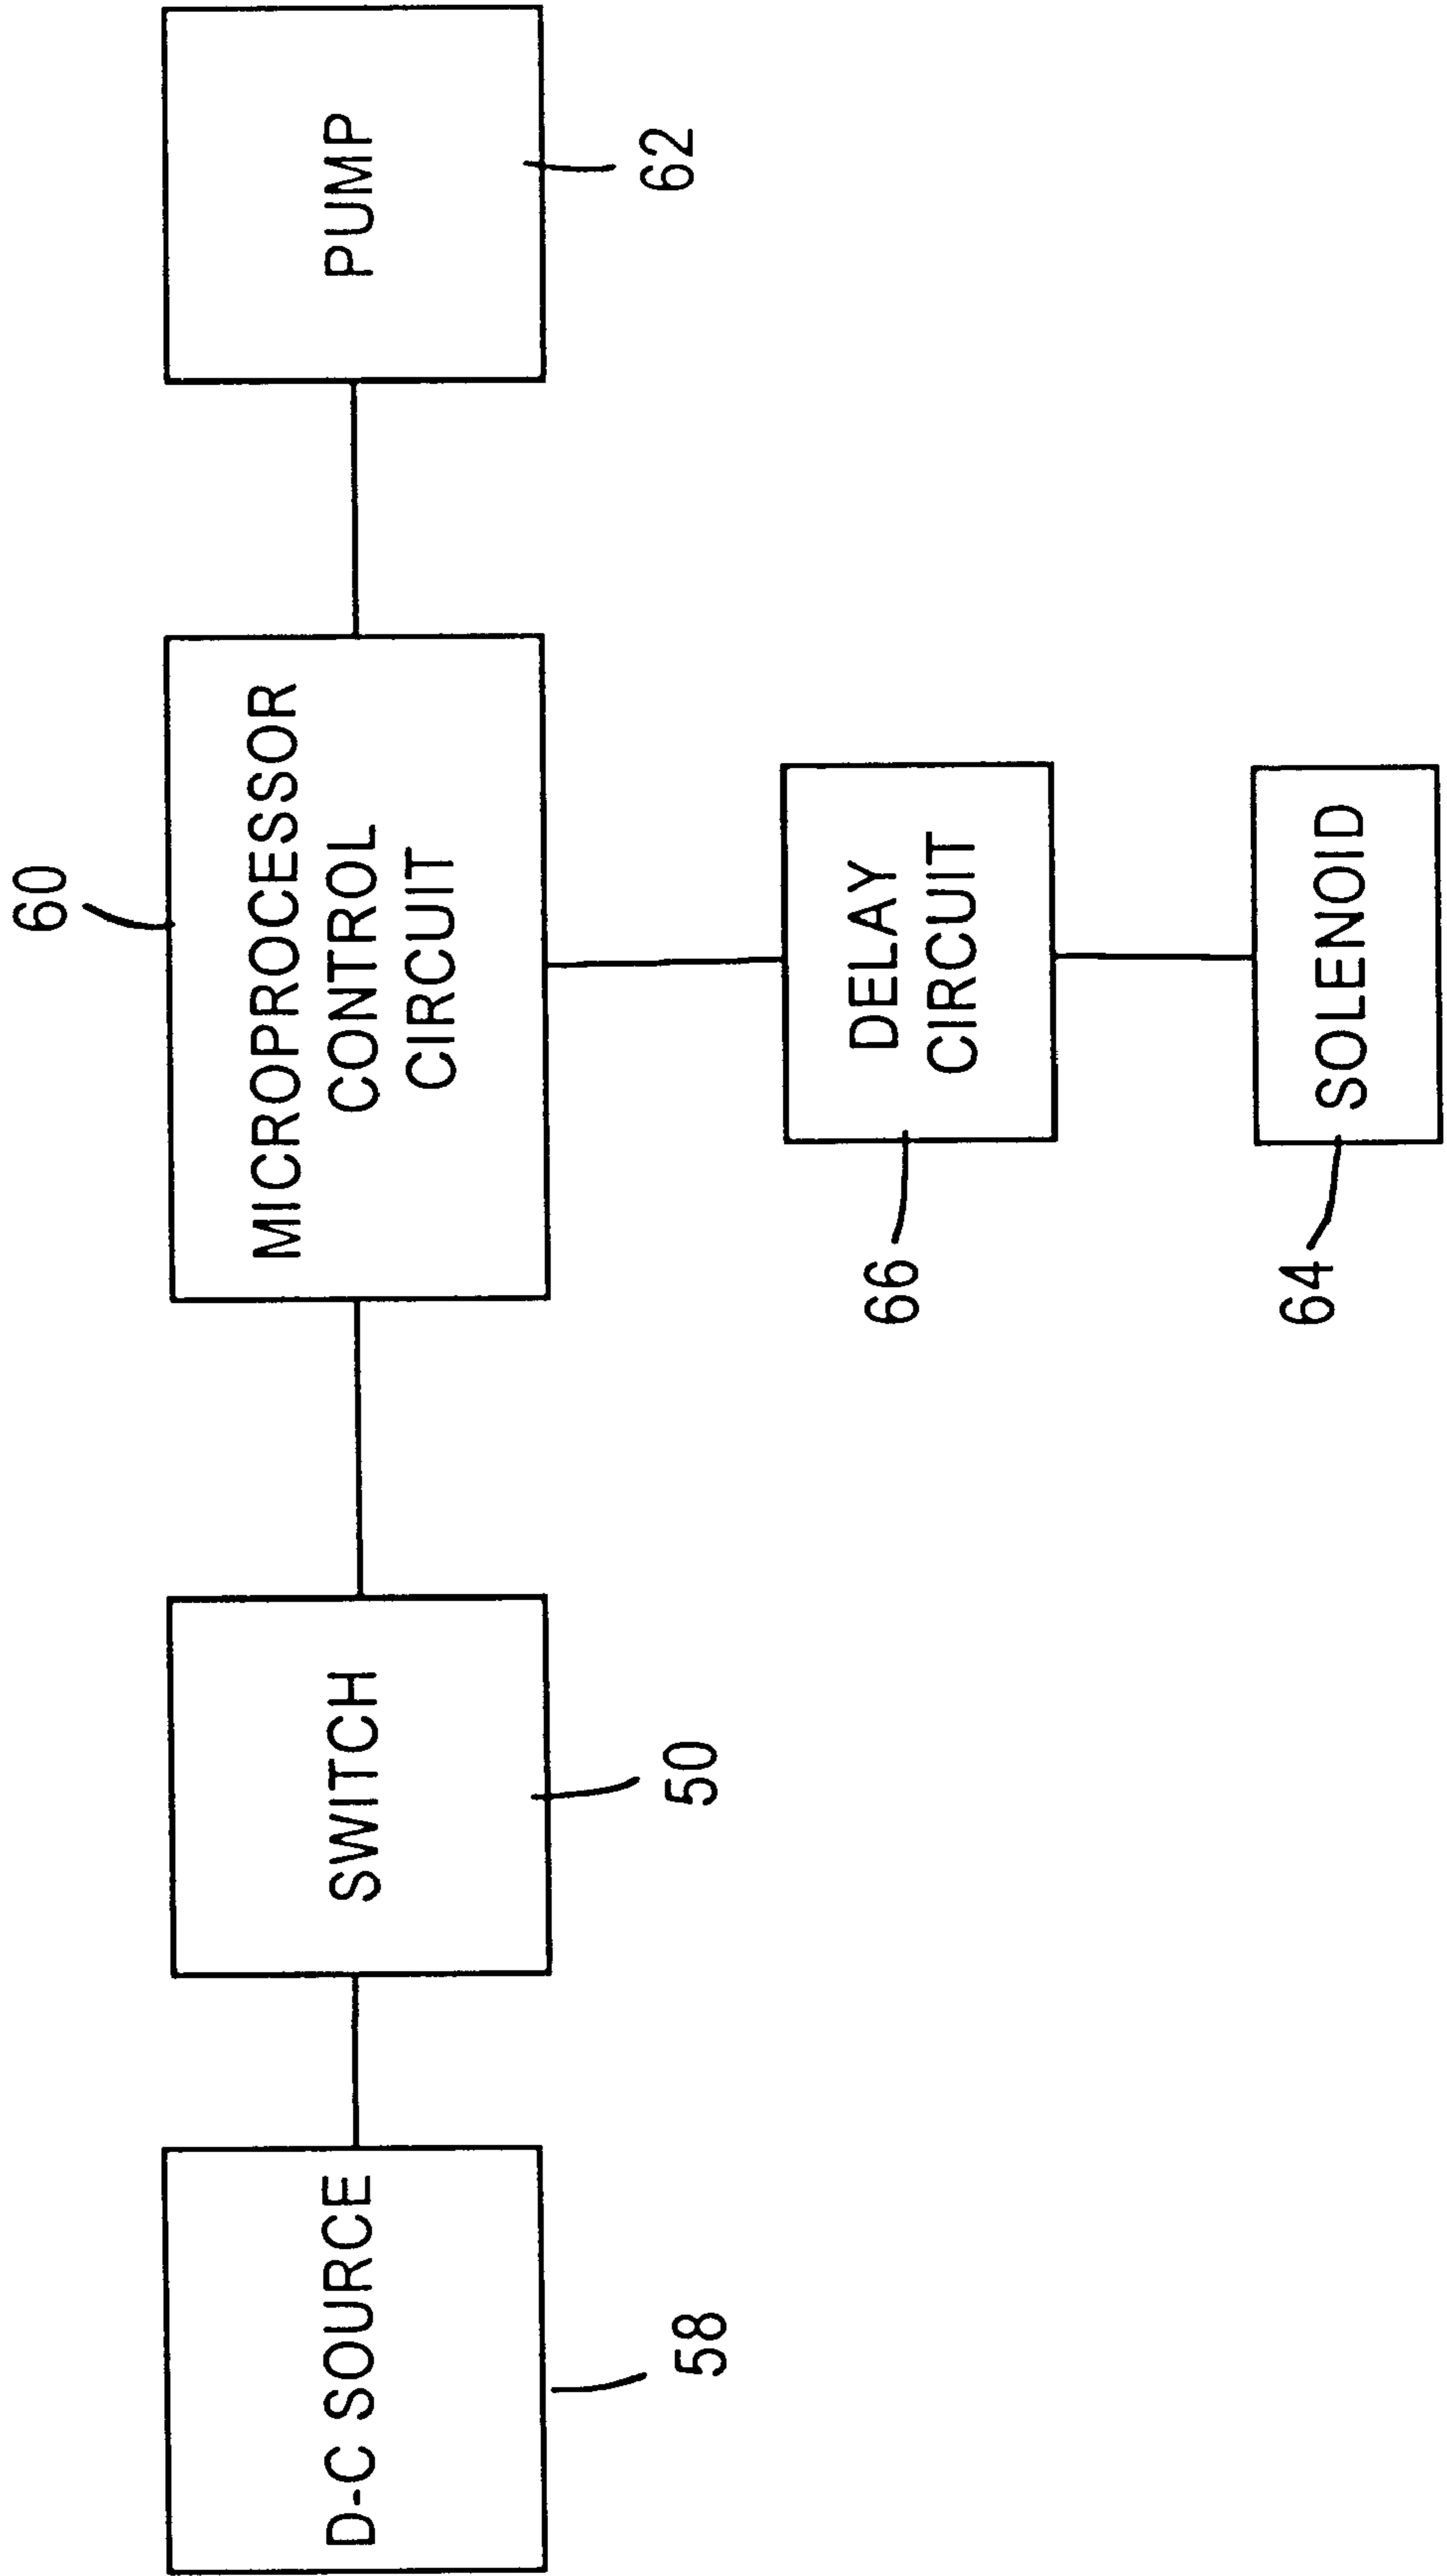 60
D-C SOURCE
SWITCH
MICROPROCESSOR
CONTROL
CIRCUIT
PUMP
58
50
62
DELAY
CIRCUIT
66
SOLENOID
64